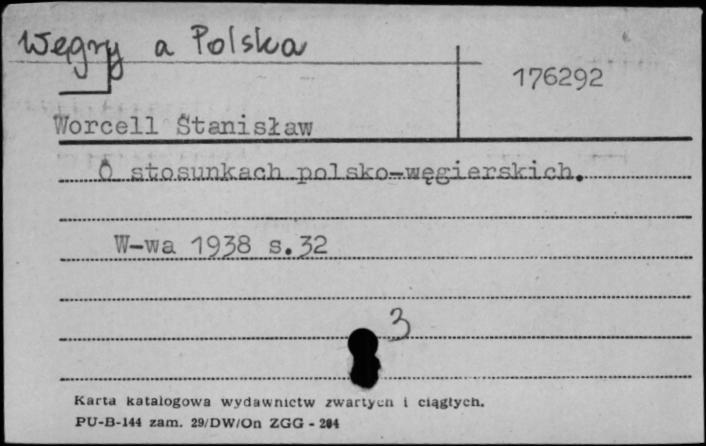 Węgry a Polska
176292
Worcell Stanisław
O stosunkach polsko-węgierskich.
W-wa 1938 s.32
3
Karta katalogowa wydawnictw zwartych i ciągłych.
PU-B-144 zam. 29/DW/On ZGG - 204